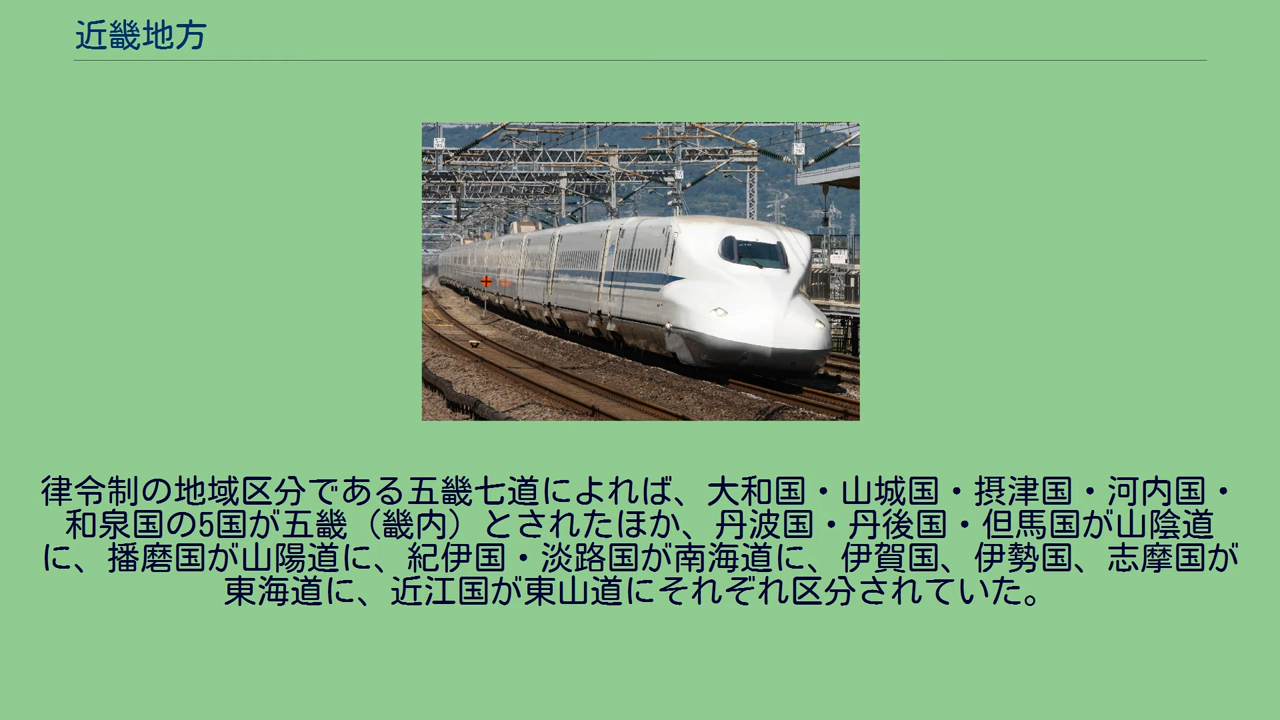 近畿地方
律令制の地域区分である五畿七道によれば、大和国・山城国・摂津国・河内国・
和泉国の5国が五畿（畿内）とされたほか、丹波国・丹後国・但馬国が山陰道
に、播磨国が山陽道に、紀伊国・淡路国が南海道に、伊賀国、伊勢国、志摩国が
東海道に、近江国が東山道にそれぞれ区分されていた。